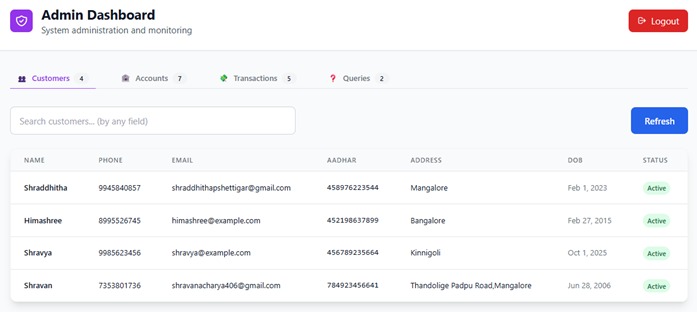 Admin Dashboard
System administration and monitoring
Logout
Customers 4 Accounts 7 Transactions 5 Queries 2
Search customers... (by any field)
Refresh
NAME PHONE EMAIL AADHAR ADDRESS DOB STATUS
Shraddhitha 9945840857 shraddhithapshettigar@gmail.com 458976223544 Mangalore Feb 1, 2023 Active
Himashree 8995526745 himashree@example.com 452198637899 Bangalore Feb 27, 2015 Active
Shravya 9985623456 shravya@example.com 456789235664 Kinnigoli Oct 1, 2025 Active
Shravan 7353801736 shravanacharya406@gmail.com 784923456641 Thandolige Padpu Road,Mangalore Jun 28, 2006 Active